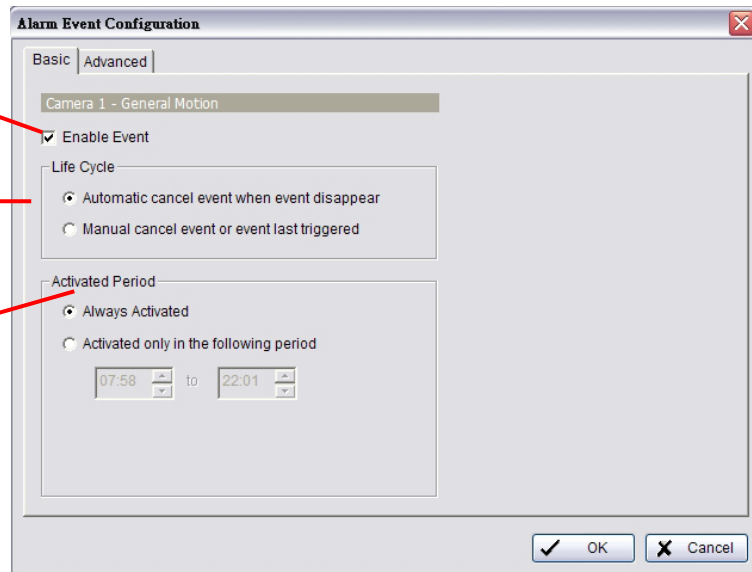 Alarm Event Configuration
Basic Advanced
Camera 1 - General Motion
Enable Event
Life Cycle
Automatic cancel event when event disappear
Manual cancel event or event last triggered
Activated Period
Always Activated
Activated only in the following period
07:58 to 22:01
OK Cancel